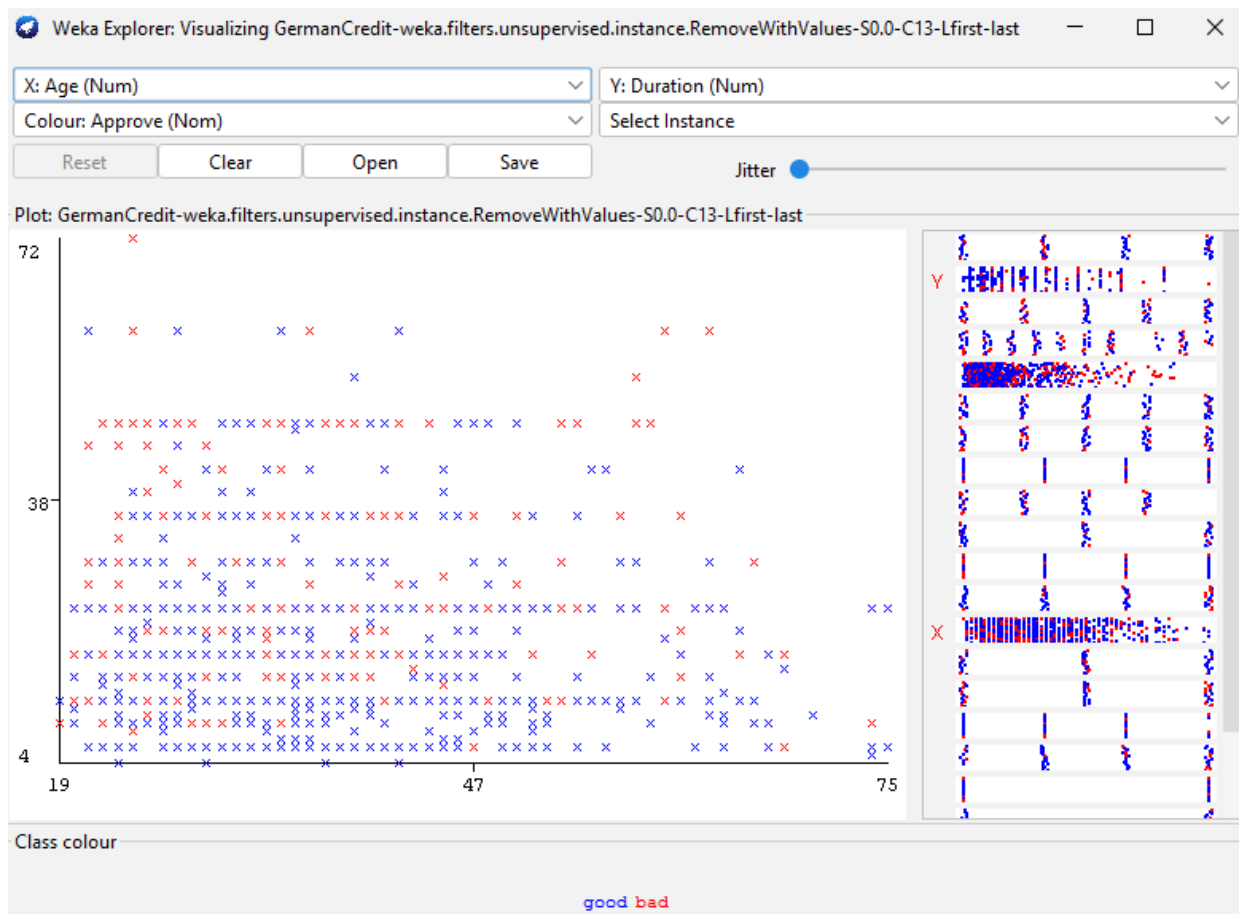 Weka Explorer: Visualizing GermanCredit-weka.filters.unsupervised.instance.RemoveWithValues-S0.0-C13-Lfirst-last
X: Age (Num)
Y: Duration (Num)
Colour: Approve (Nom)
Select Instance
Reset
Clear
Open
Save
Jitter
Plot: GermanCredit-weka.filters.unsupervised.instance.RemoveWithValues-S0.0-C13-Lfirst-last
72
38
4
19
47
75
Y
X
Class colour
good bad